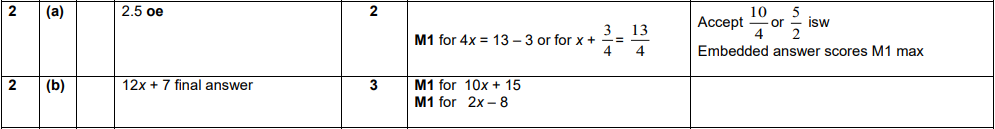 2 (a) 2.5 oe 2 M1 for 4x = 13 – 3 or for x + 3/4 = 13/4 Accept 10/4 or 5/2 isw
Embedded answer scores M1 max
2 (b) 12x + 7 final answer 3 M1 for 10x + 15
M1 for 2x – 8